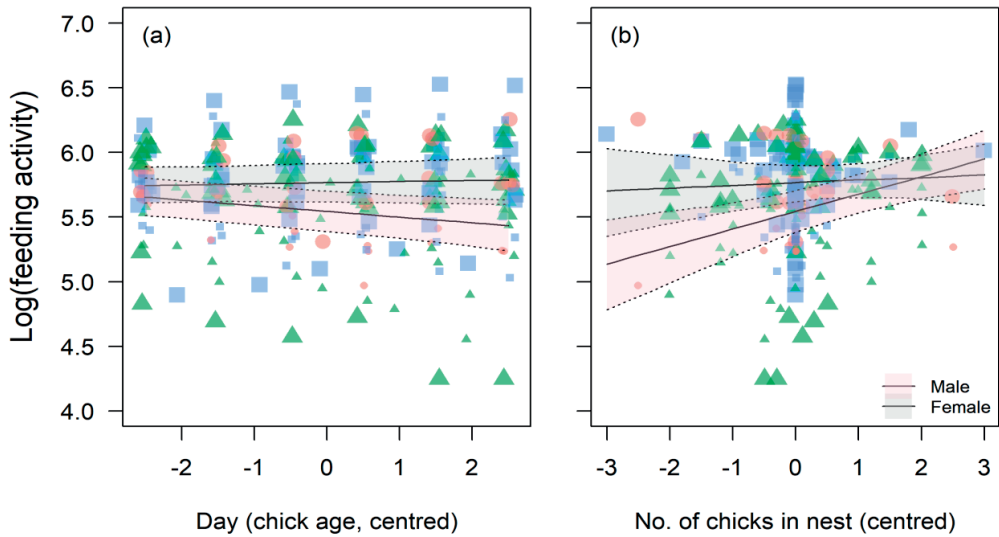 (a)
(b)
Log(feeding activity)
7.0
6.5
6.0
5.5
5.0
4.5
4.0
-2
-1
0
1
2
Day (chick age, centred)
-3
-2
-1
0
1
2
3
No. of chicks in nest (centred)
Male
Female